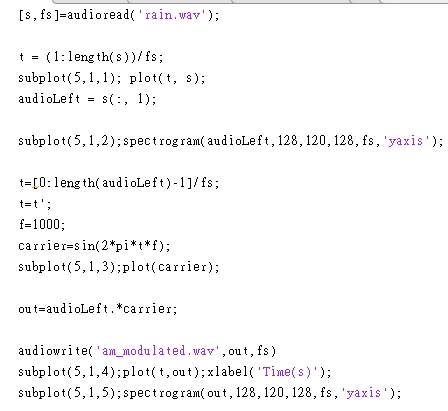 [s,fs]=audioread('rain.wav');
t = (1:length(s))/fs;
subplot(5,1,1); plot(t, s);
audioLeft = s(:, 1);
subplot(5,1,2);spectrogram(audioLeft,128,120,128,fs,'yaxis');
t=[0:length(audioLeft)-1]/fs;
t=t';
f=1000;
carrier=sin(2*pi*t*f);
subplot(5,1,3);plot(carrier);
out=audioLeft.*carrier;
audiowrite('am_modulated.wav',out,fs)
subplot(5,1,4);plot(t,out);xlabel('Time(s)');
subplot(5,1,5);spectrogram(out,128,120,128,fs,'yaxis');